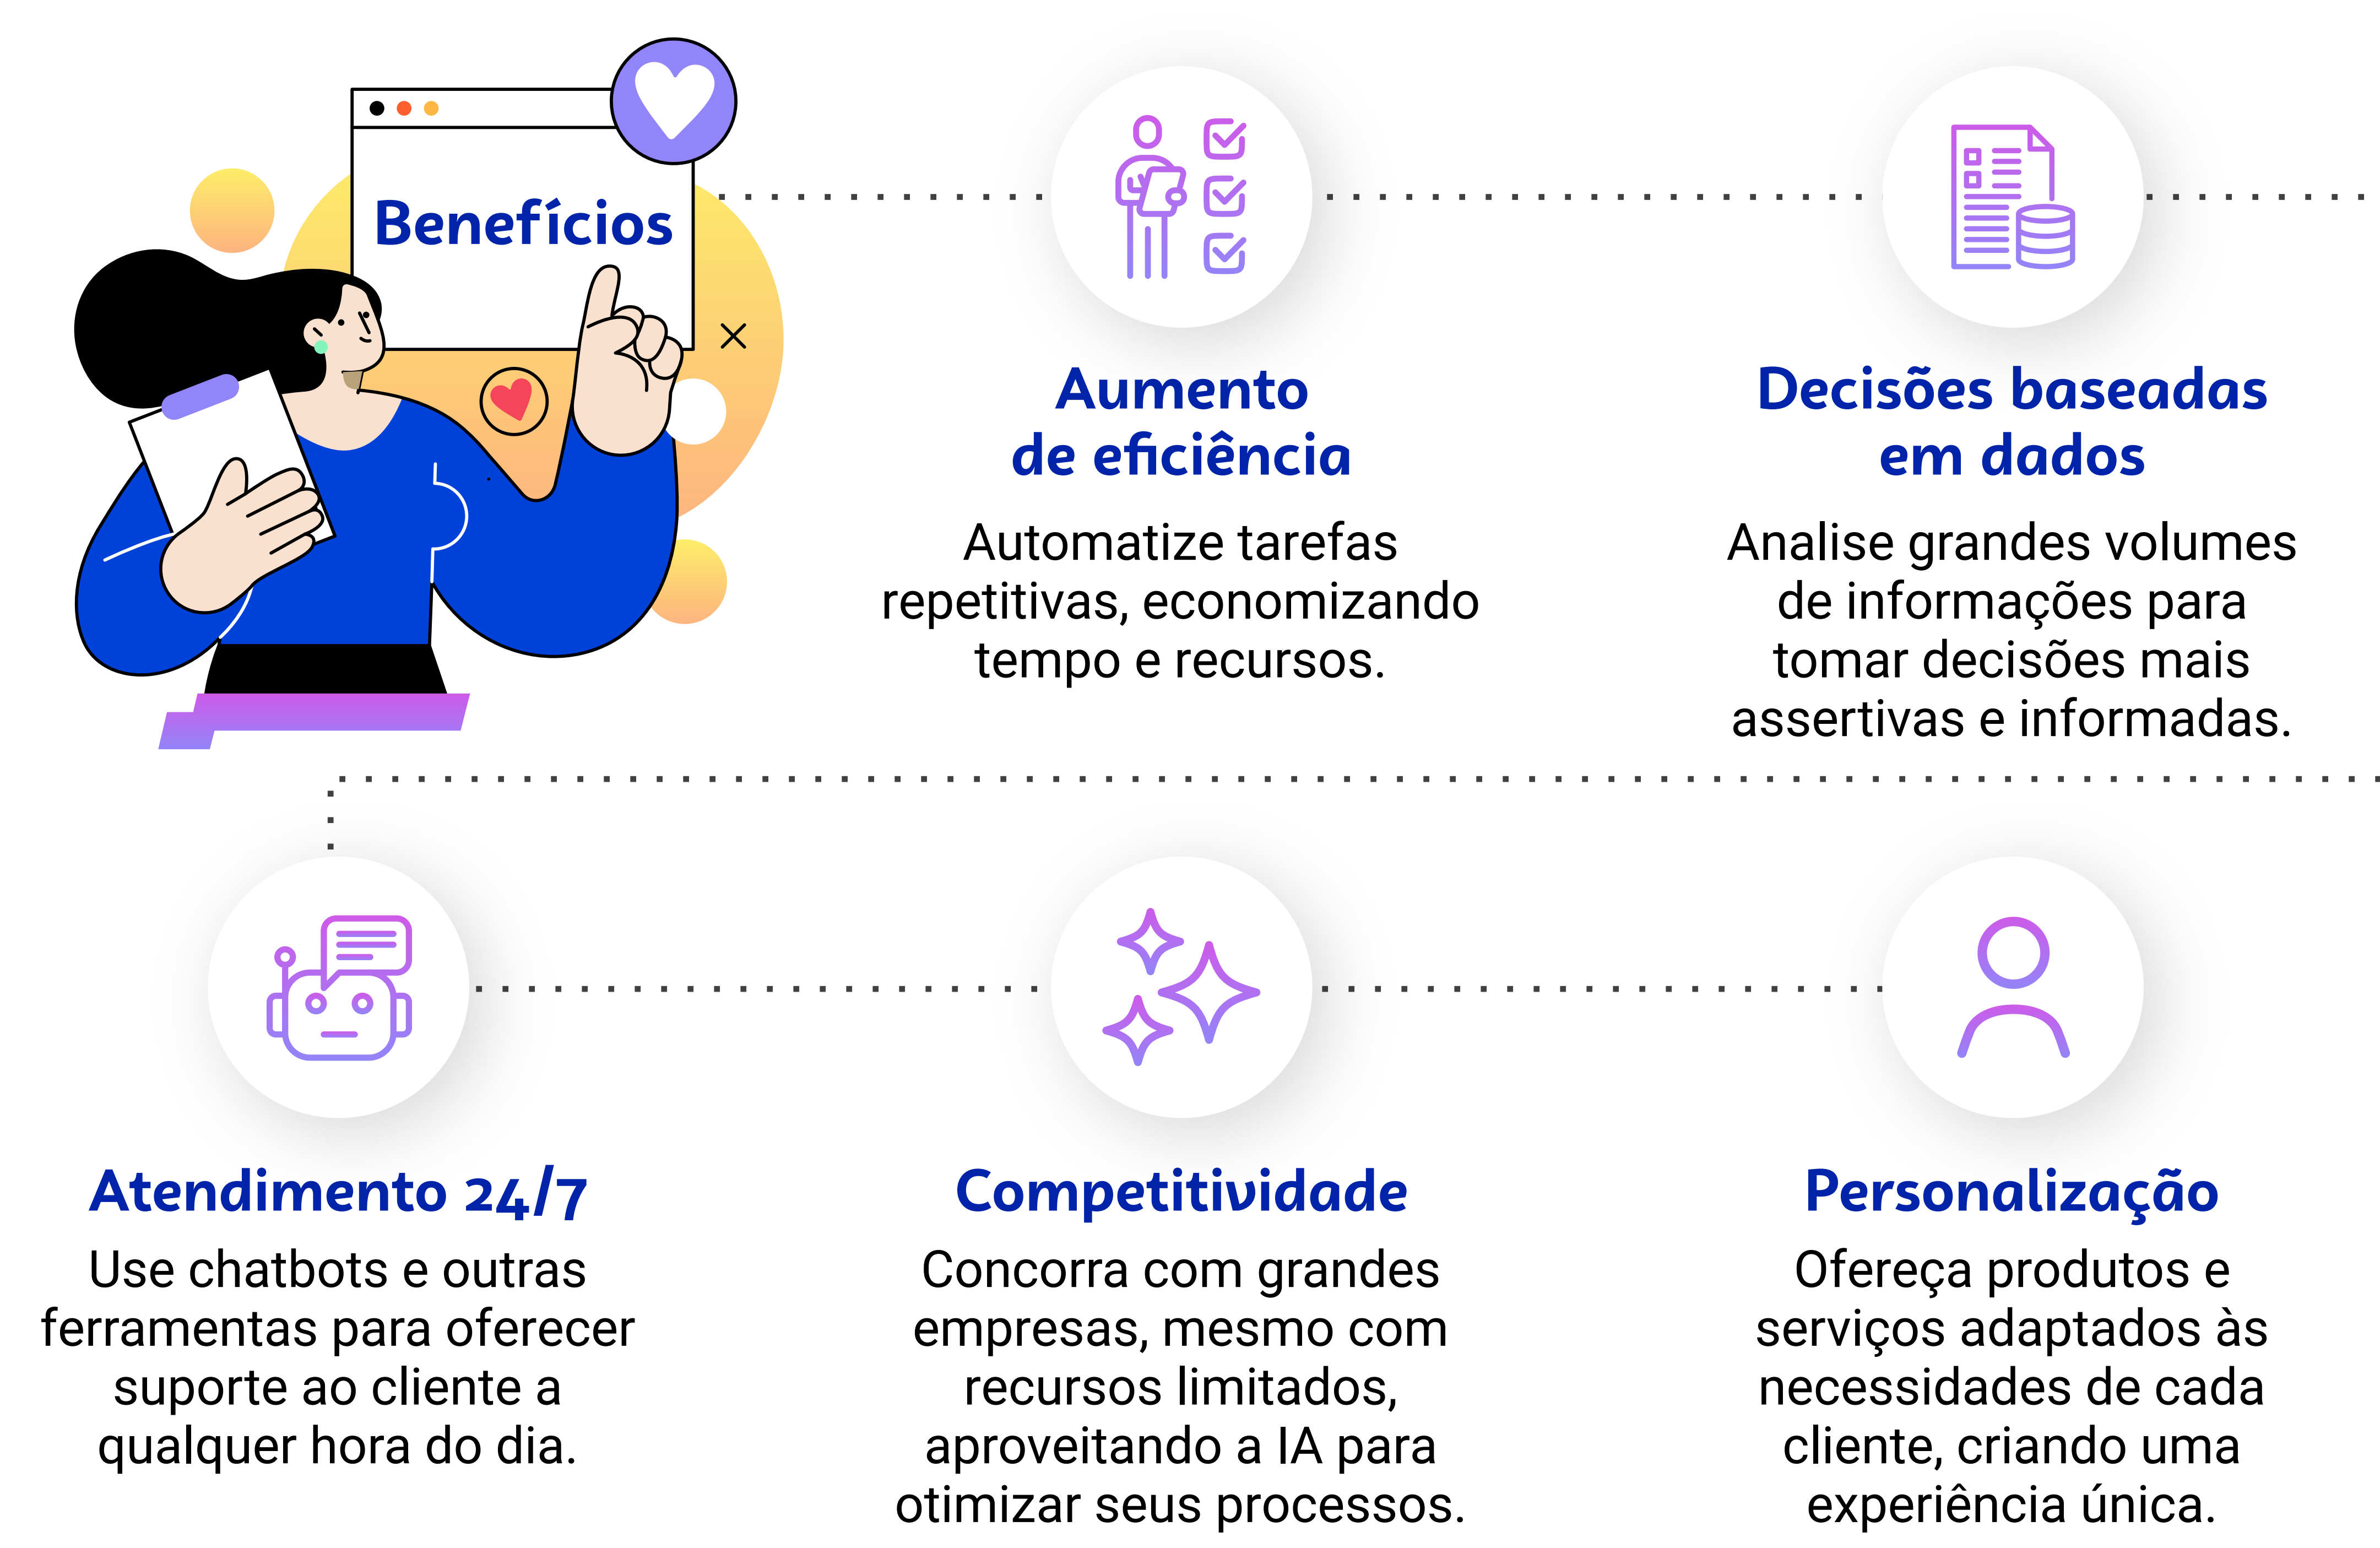 Benefícios
Aumento
de eficiência
Automatize tarefas
repetitivas, economizando
tempo e recursos.
Decisões baseadas
em dados
Analise grandes volumes
de informações para
tomar decisões mais
assertivas e informadas.
Atendimento 24/7
Use chatbots e outras
ferramentas para oferecer
suporte ao cliente a
qualquer hora do dia.
Competitividade
Concorra com grandes
empresas, mesmo com
recursos limitados,
aproveitando a IA para
otimizar seus processos.
Personalização
Ofereça produtos e
serviços adaptados às
necessidades de cada
cliente, criando uma
experiência única.